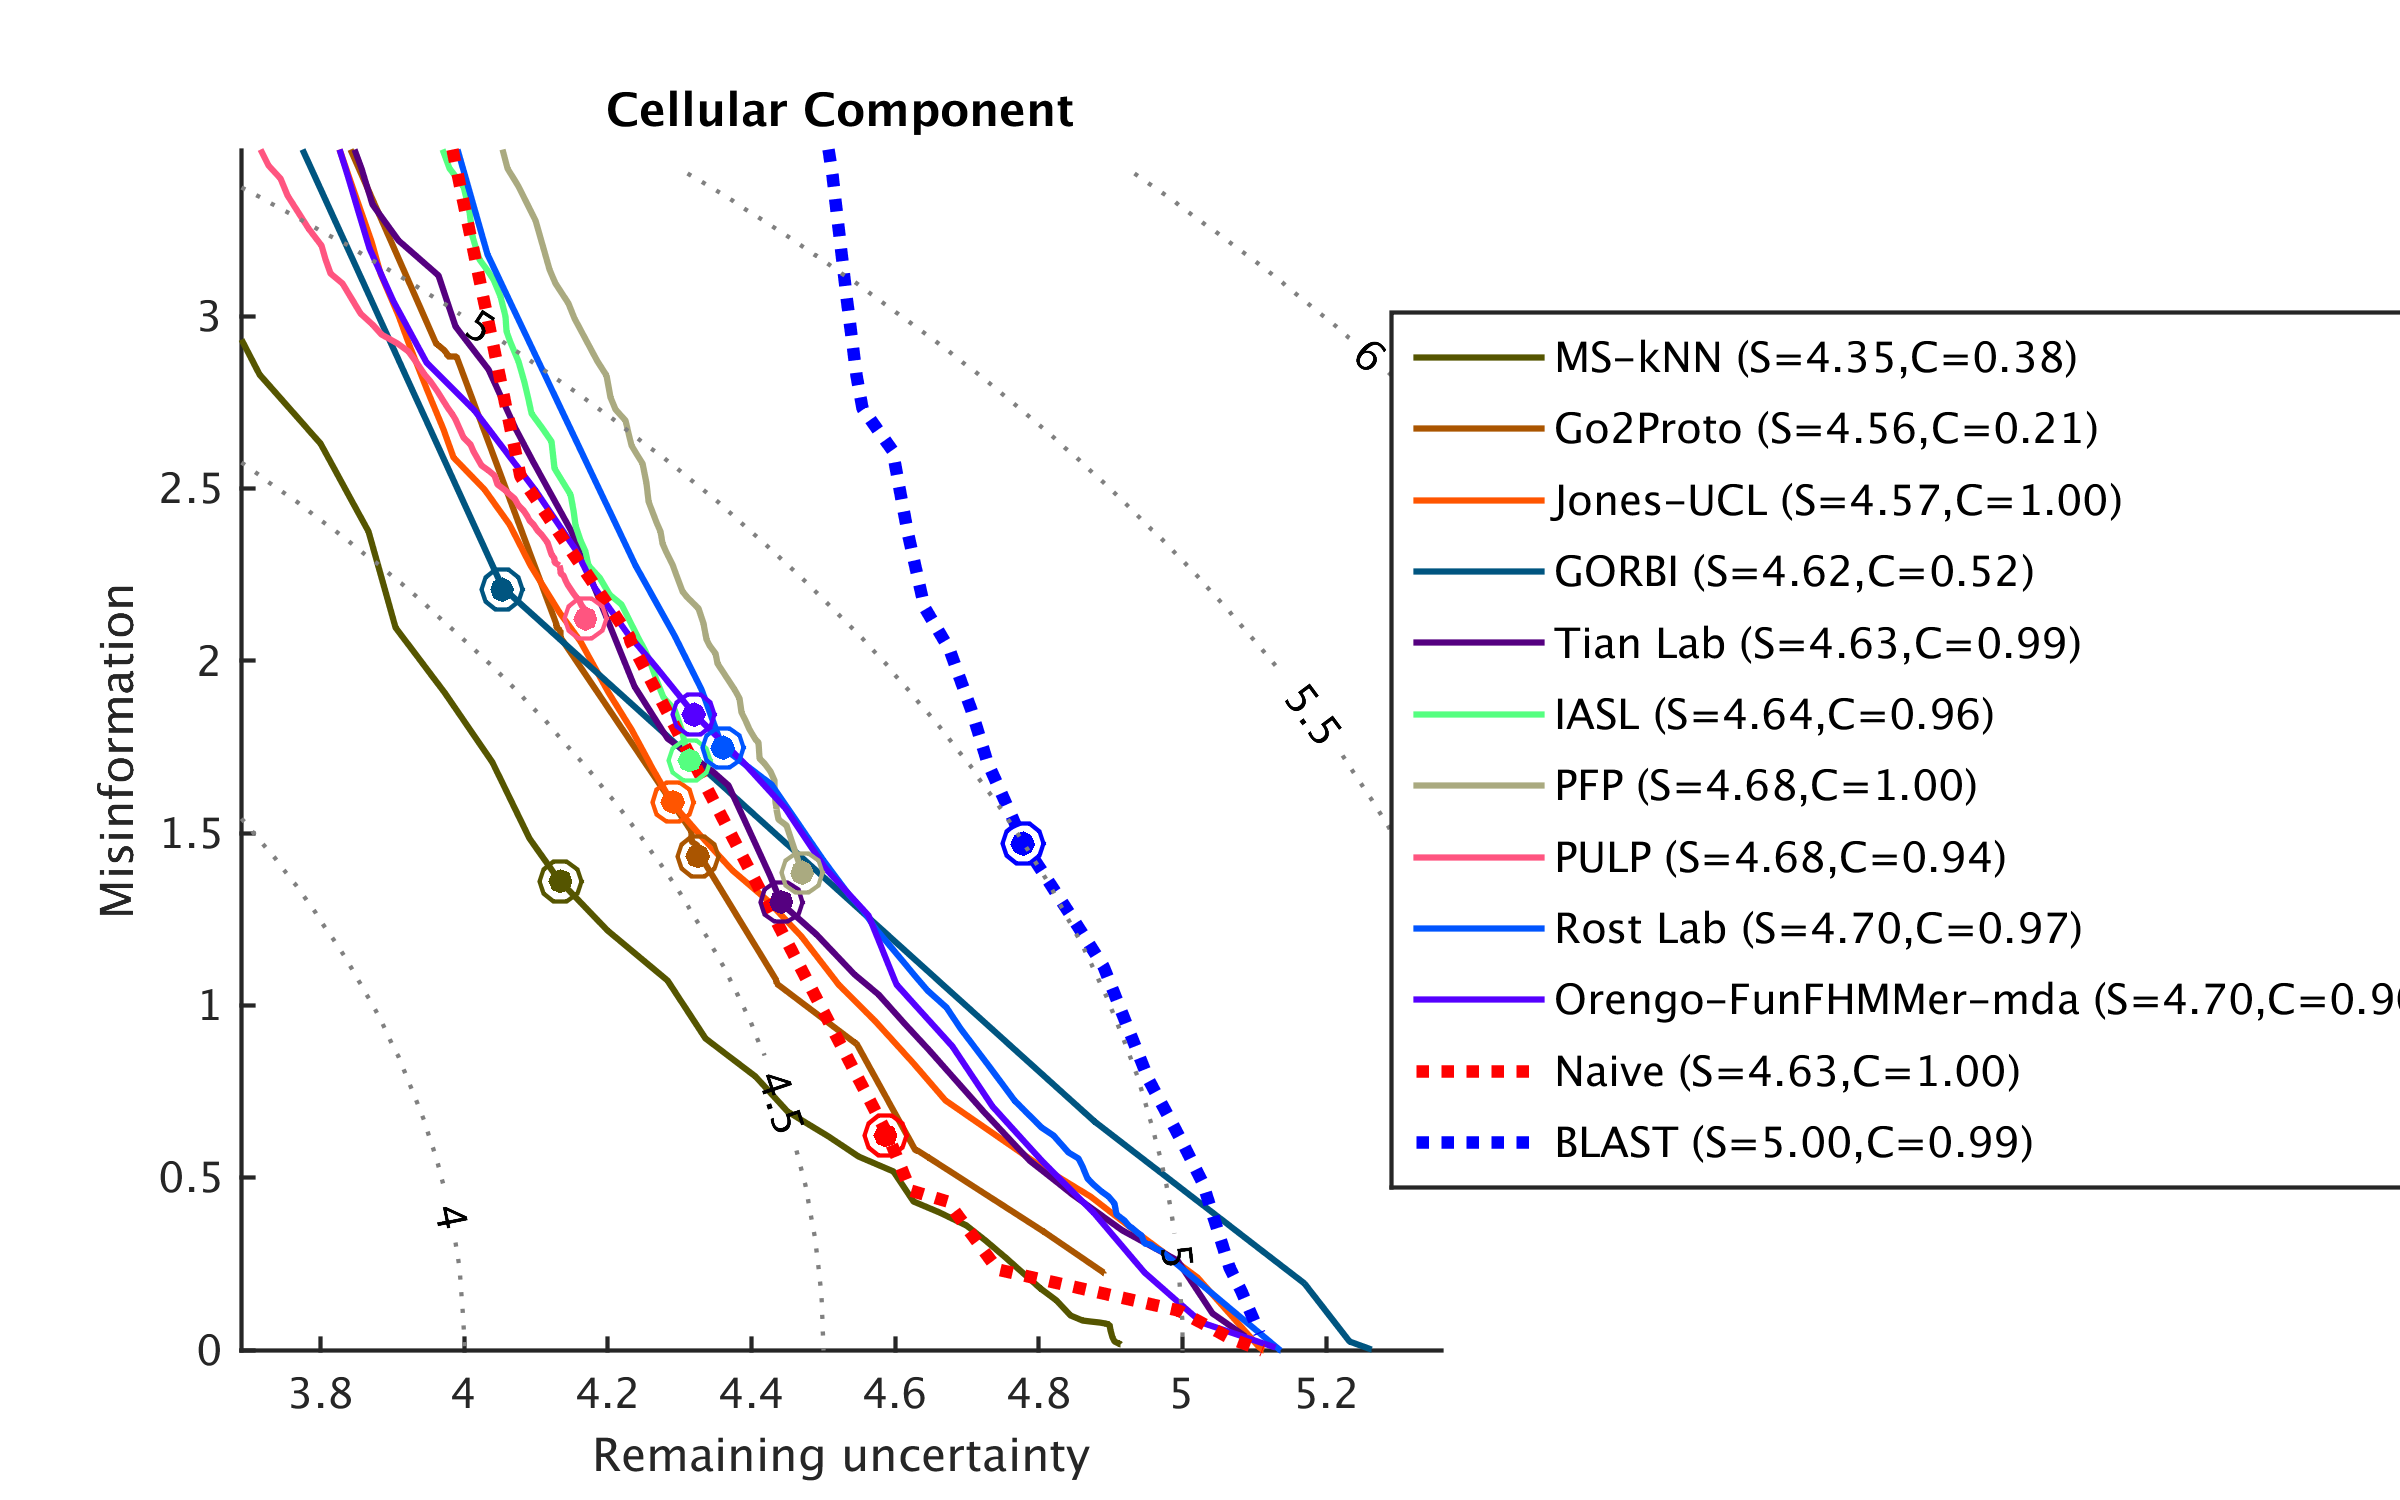 Cellular Component
Misinformation
3
2.5
2
1.5
1
0.5
0
3.8
4
4.2
4.4
4.6
4.8
5
5.2
Remaining uncertainty
5
6
5.5
4.5
4
5
MS-kNN (S=4.35,C=0.38)
Go2Proto (S=4.56,C=0.21)
Jones-UCL (S=4.57,C=1.00)
GORBI (S=4.62,C=0.52)
Tian Lab (S=4.63,C=0.99)
IASL (S=4.64,C=0.96)
PFP (S=4.68,C=1.00)
PULP (S=4.68,C=0.94)
Rost Lab (S=4.70,C=0.97)
Orengo-FunFHMMer-mda (S=4.70,C=0.9
Naive (S=4.63,C=1.00)
BLAST (S=5.00,C=0.99)